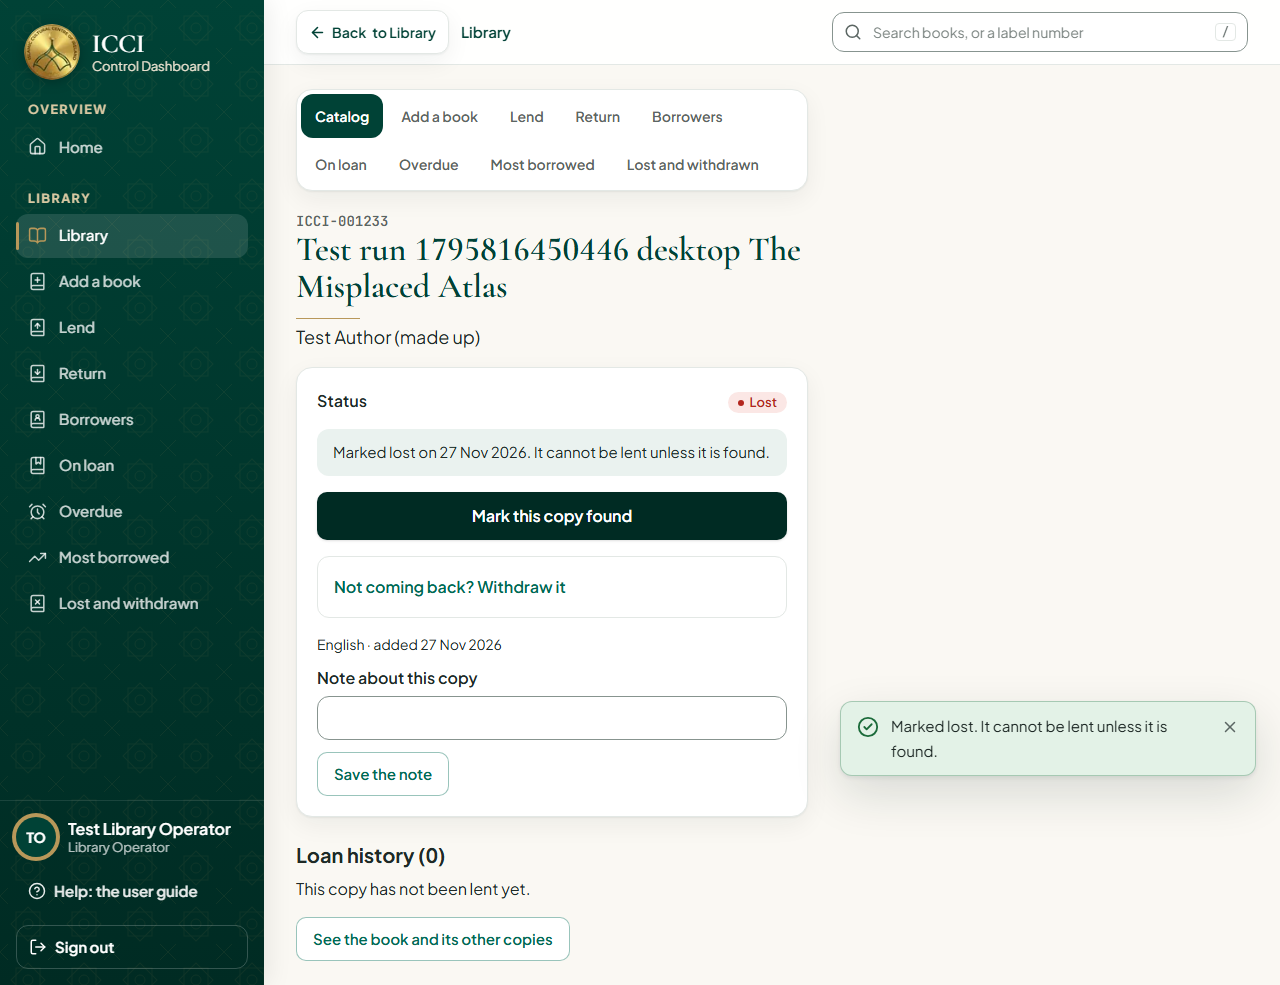 ICCI
Control Dashboard
OVERVIEW
Home
LIBRARY
Library
Add a book
Lend
Return
Borrowers
On loan
Overdue
Most borrowed
Lost and withdrawn
TO
Test Library Operator
Library Operator
Help: the user guide
Sign out
Back to Library
Library
Search books, or a label number
/
Catalog
Add a book
Lend
Return
Borrowers
On loan
Overdue
Most borrowed
Lost and withdrawn
ICCI-001233
Test run 1795816450446 desktop The
Misplaced Atlas
Test Author (made up)
Status
Lost
Marked lost on 27 Nov 2026. It cannot be lent unless it is found.
Mark this copy found
Not coming back? Withdraw it
English · added 27 Nov 2026
Note about this copy
Save the note
Loan history (0)
This copy has not been lent yet.
See the book and its other copies
Marked lost. It cannot be lent unless it is
found.